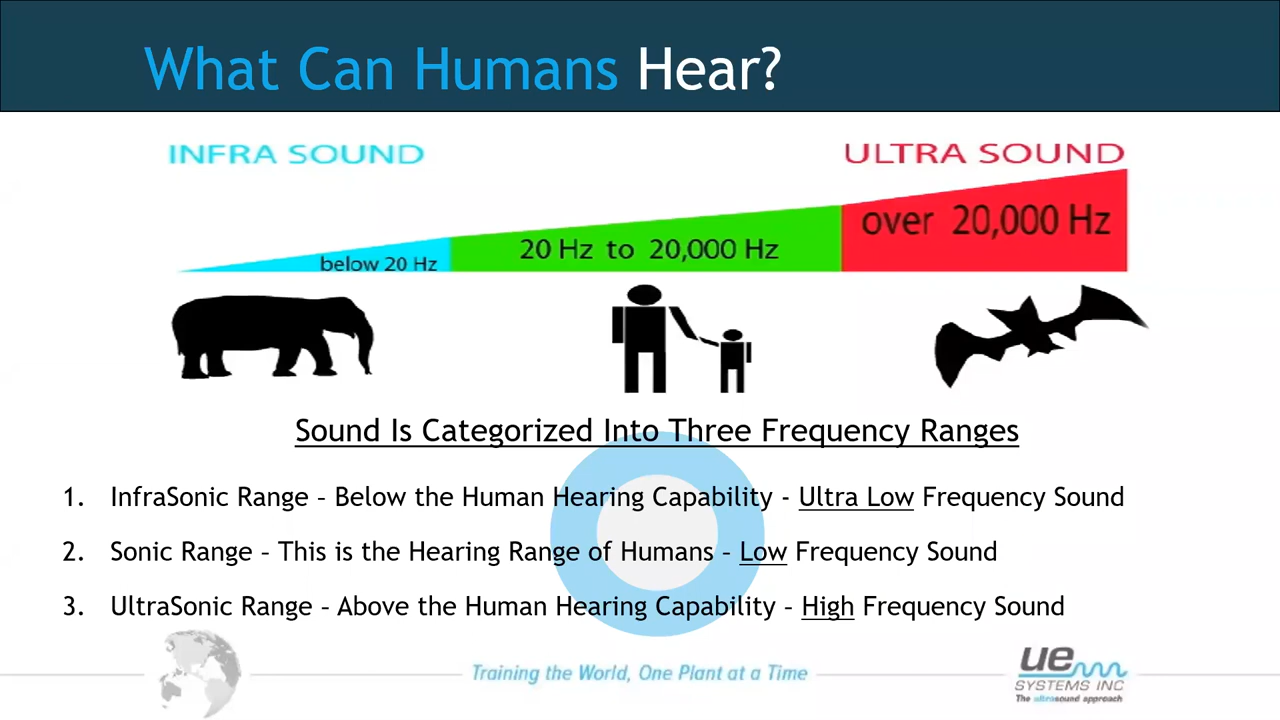 What Can Humans Hear?
INFRA SOUND
ULTRA SOUND
below 20 Hz
20 Hz to 20,000 Hz
over 20,000 Hz
Sound Is Categorized Into Three Frequency Ranges
1. InfraSonic Range – Below the Human Hearing Capability - Ultra Low Frequency Sound
2. Sonic Range – This is the Hearing Range of Humans – Low Frequency Sound
3. UltraSonic Range – Above the Human Hearing Capability – High Frequency Sound
Training the World, One Plant at a Time
ue
SYSTEMS INC
The ultrasound approach